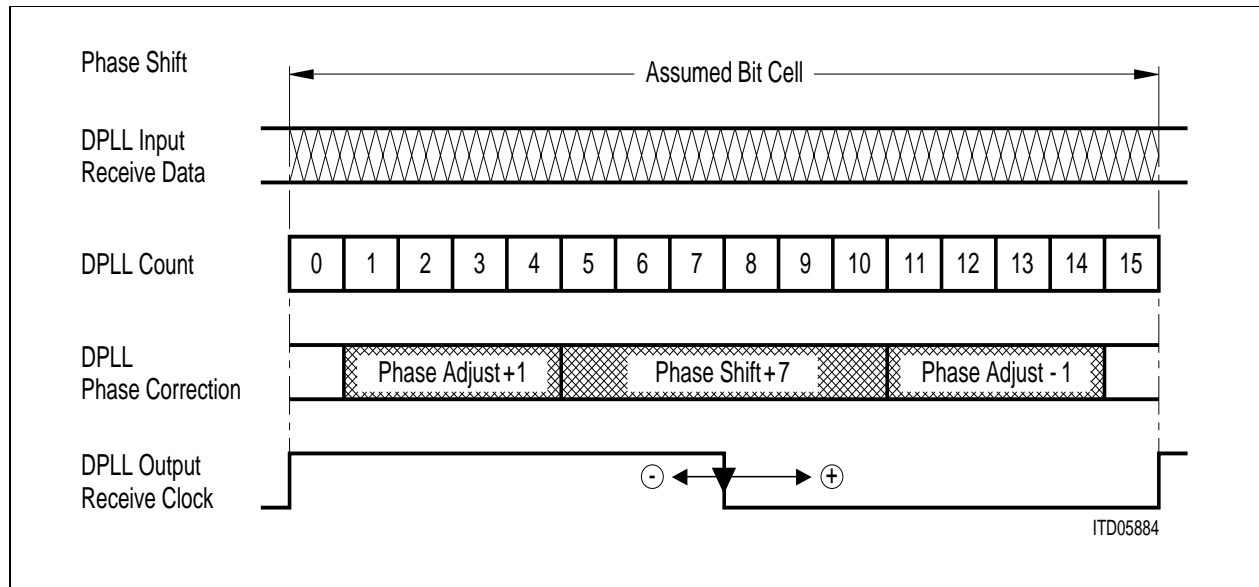 Phase Shift
Assumed Bit Cell
DPLL Input
Receive Data
DPLL Count
0 1 2 3 4 5 6 7 8 9 10 11 12 13 14 15
DPLL
Phase Correction
Phase Adjust+1
Phase Shift+7
Phase Adjust - 1
DPLL Output
Receive Clock
- +
ITD05884